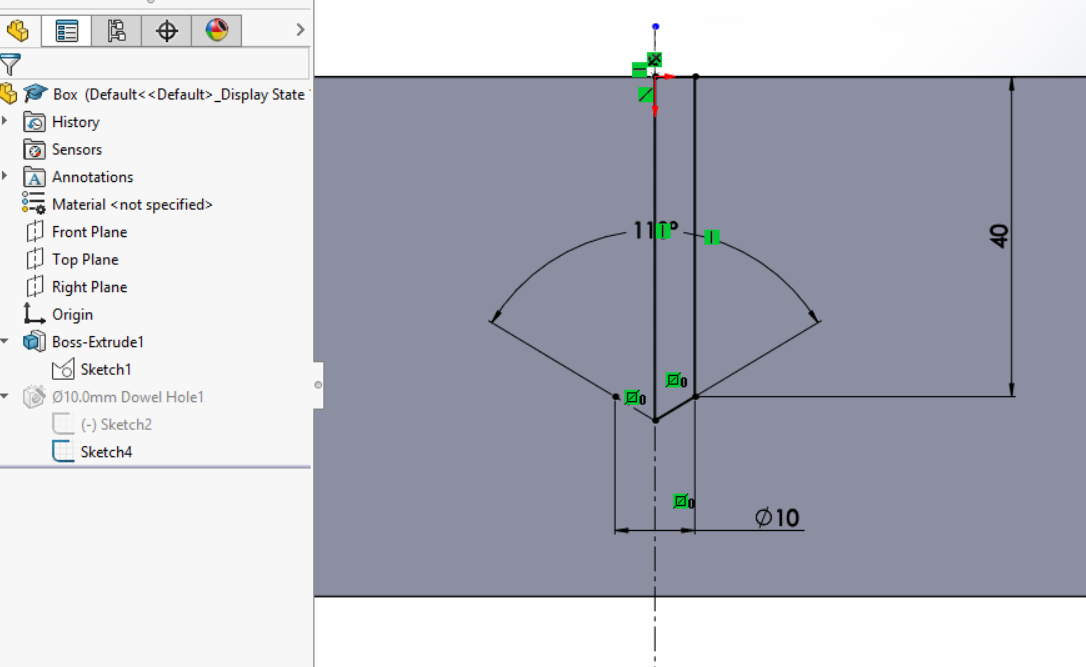 Box (Default<<Default>_Display State
History
Sensors
Annotations
Material <not specified>
Front Plane
Top Plane
Right Plane
Origin
Boss-Extrude1
Sketch1
Ø10.0mm Dowel Hole1
(-) Sketch2
Sketch4
40
Ø10